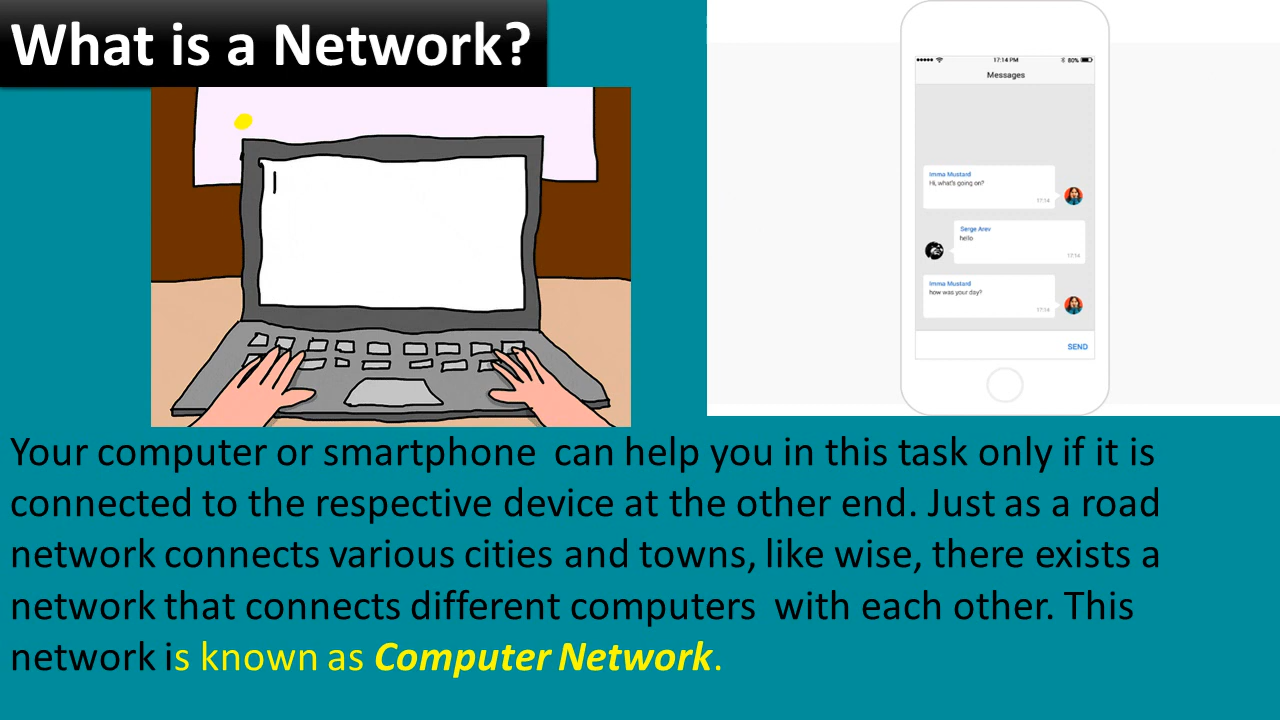 What is a Network?
17:14 PM
80%
Messages
Imma Mustard
Hi, what's going on?
17:14
Serge Arev
hello
17:14
Imma Mustard
how was your day?
17:14
SEND
Your computer or smartphone  can help you in this task only if it is
connected to the respective device at the other end. Just as a road
network connects various cities and towns, like wise, there exists a
network that connects different computers  with each other. This
network is known as Computer Network.